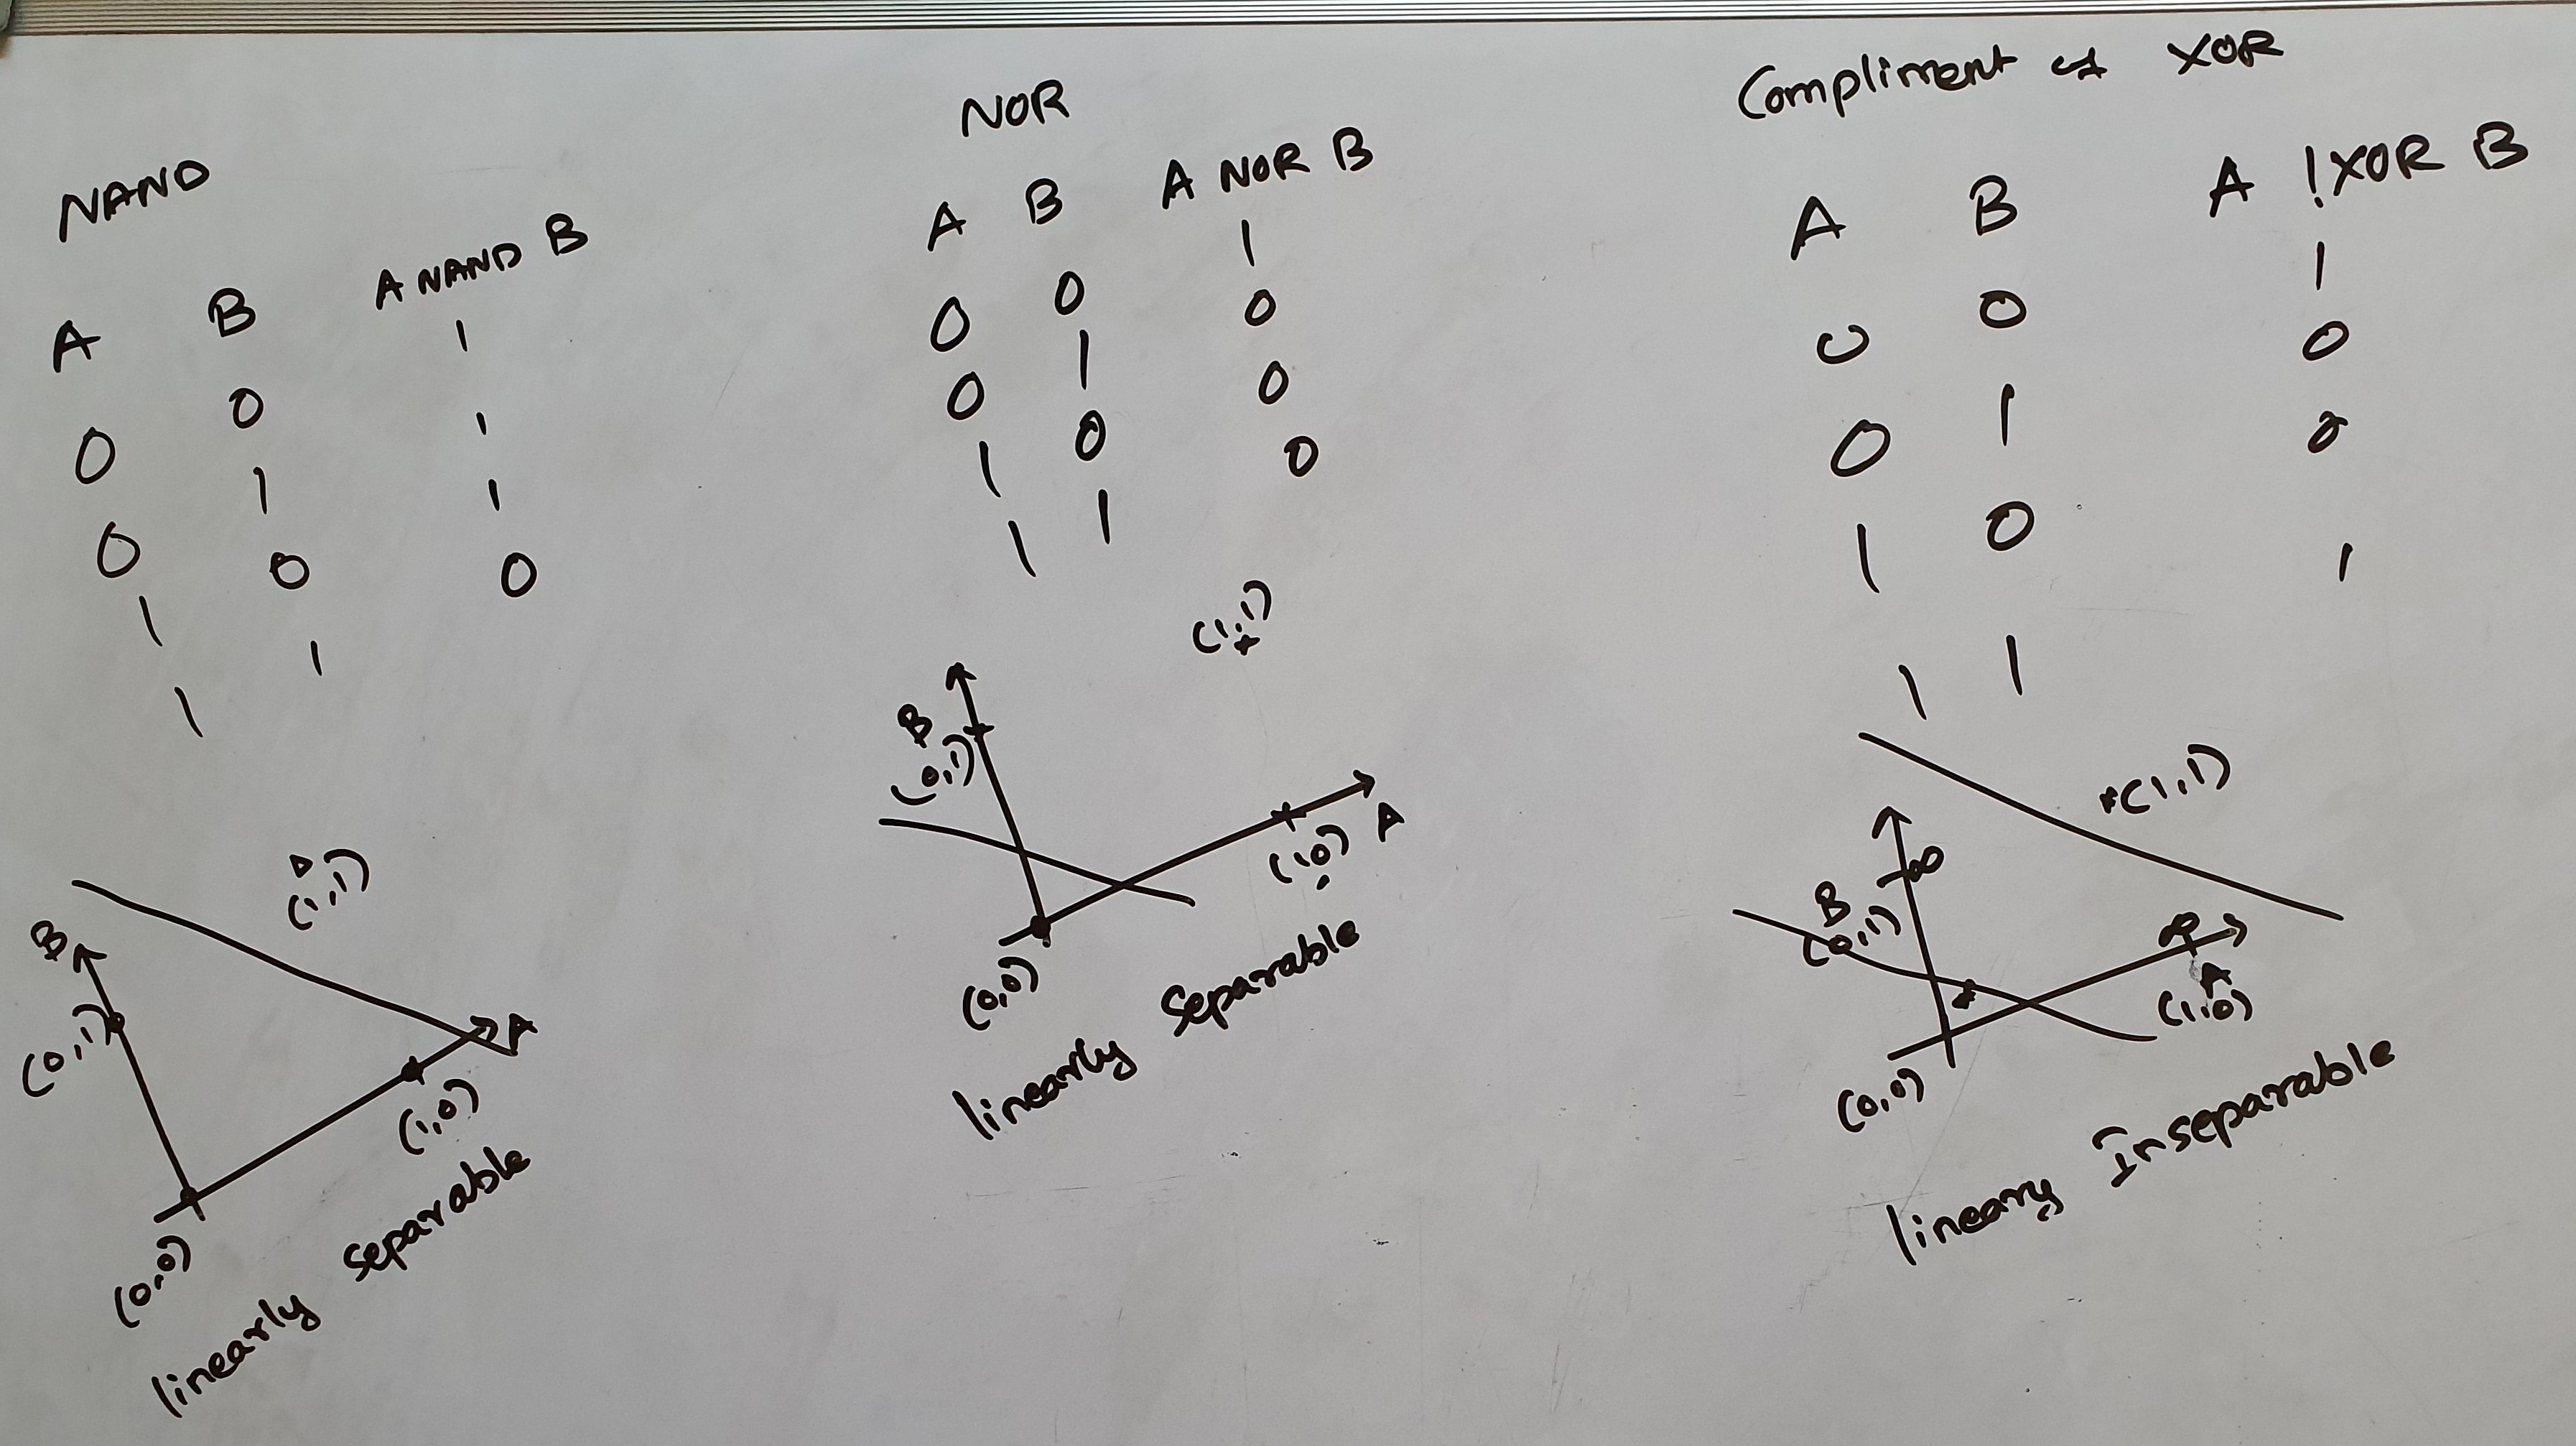 NAND
A B A NAND B
0 0 1
0 1 1
1 0 1
1 1 0
B
(1,1)
(0,1)
A
(1,0)
(0,0)
linearly separable
NOR
A B A NOR B
0 0 1
0 1 0
1 0 0
1 1 0
(1,1)
B
(0,1)
A
(1,0)
(0,0)
linearly Separable
Compliment of XOR
A B A !XOR B
0 0 1
0 1 0
1 0 0
1 1 1
(1,1)
B
(0,1)
A
(1,0)
(0,0)
lineary Inseparable